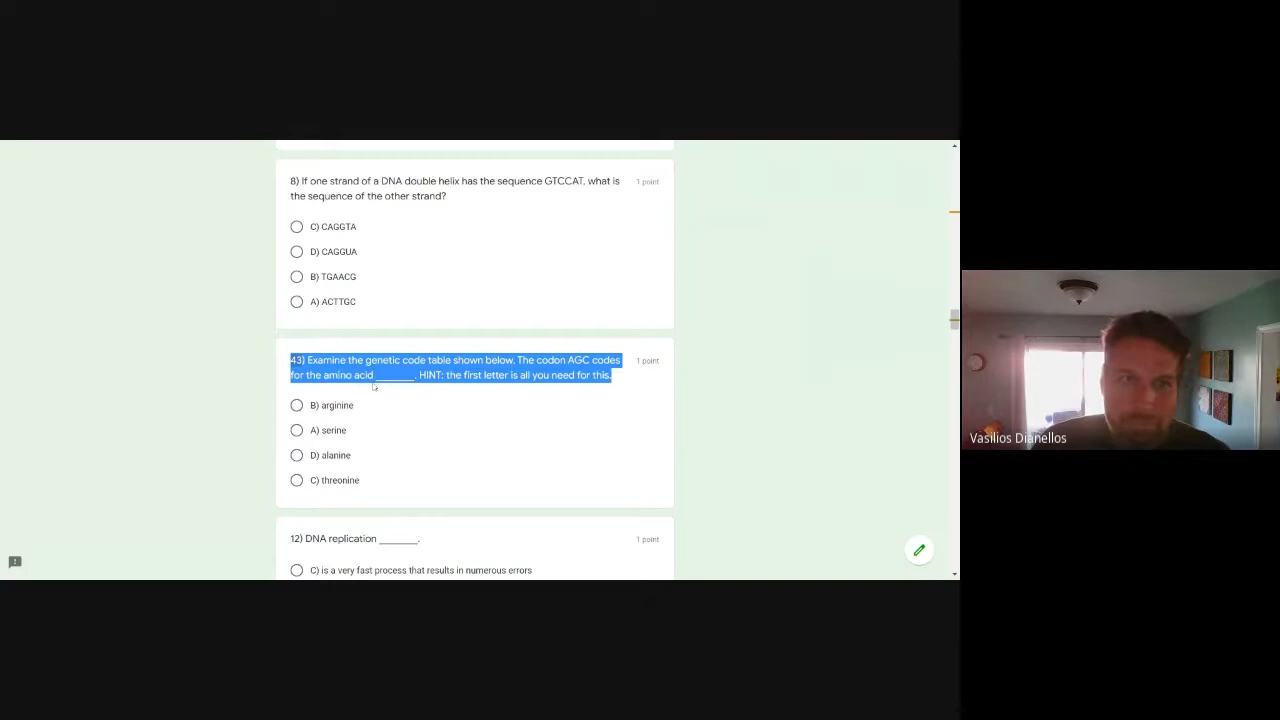 8) If one strand of a DNA double helix has the sequence GTCCAT, what is
the sequence of the other strand?
1 point
C) CAGGTA
D) CAGGUA
B) TGAACG
A) ACTTGC
43) Examine the genetic code table shown below. The codon AGC codes
for the amino acid ________. HINT: the first letter is all you need for this.
1 point
B) arginine
A) serine
D) alanine
C) threonine
12) DNA replication ________.
1 point
C) is a very fast process that results in numerous errors
Vasilios Dianellos